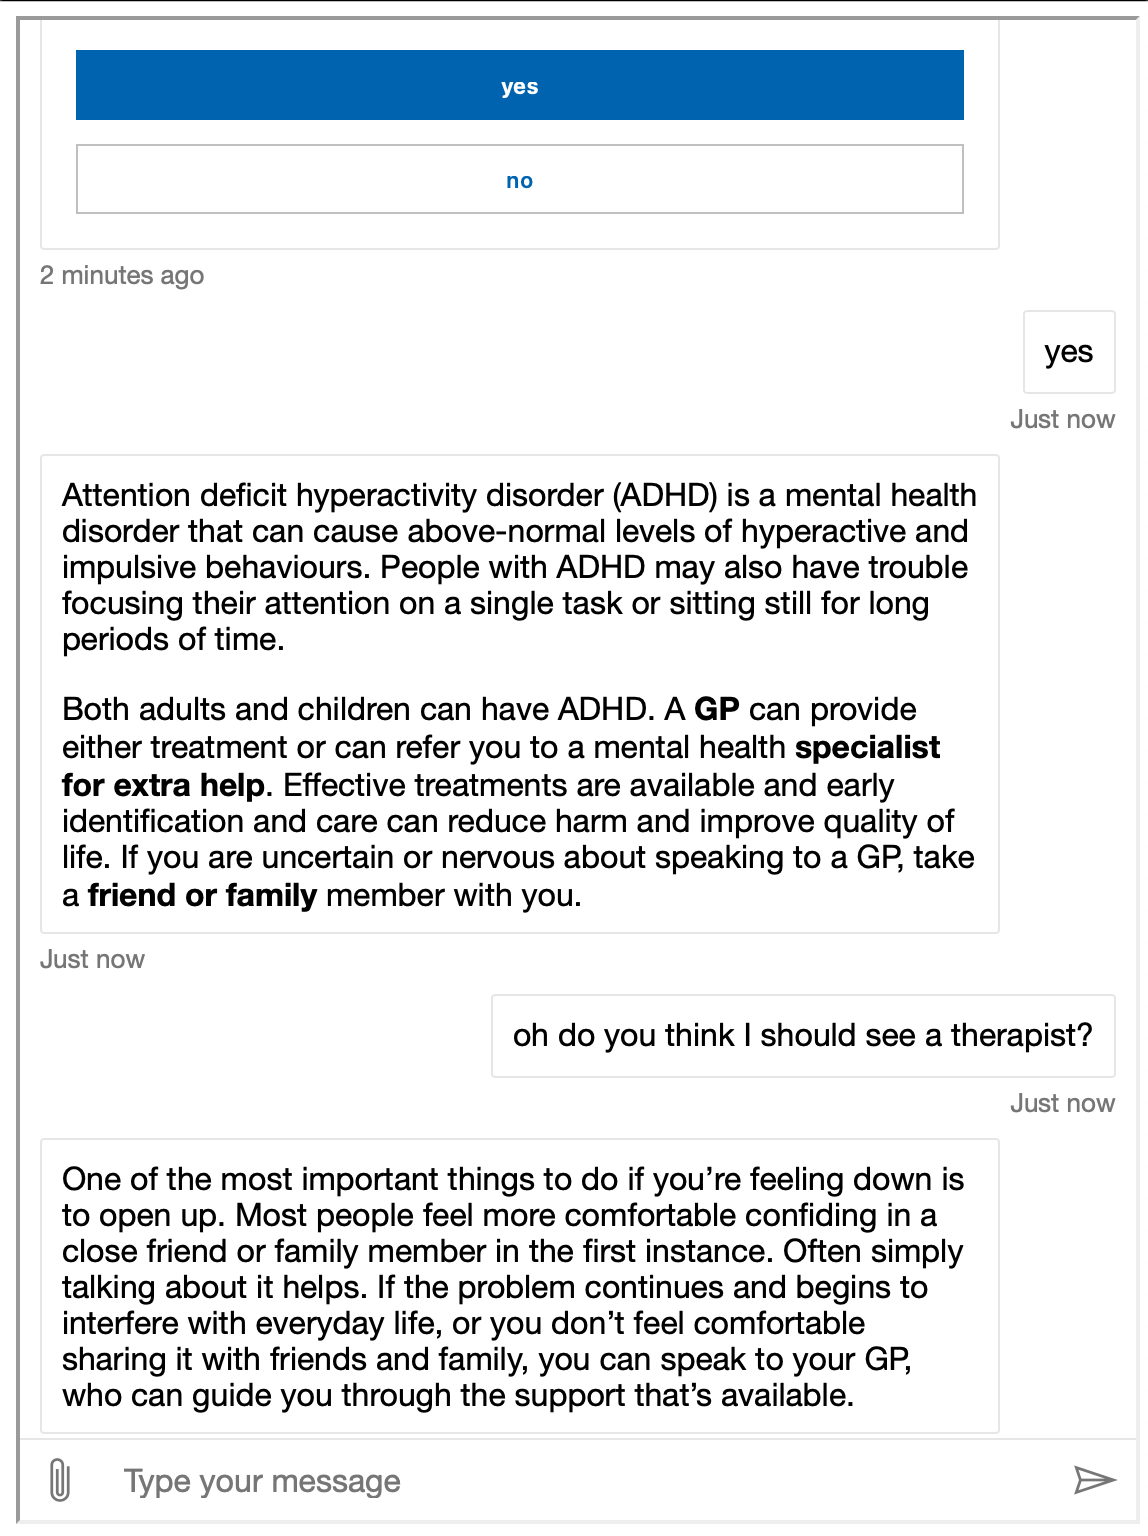 yes
no
2 minutes ago
yes
Just now
Attention deficit hyperactivity disorder (ADHD) is a mental health
disorder that can cause above-normal levels of hyperactive and
impulsive behaviours. People with ADHD may also have trouble
focusing their attention on a single task or sitting still for long
periods of time.
Both adults and children can have ADHD. A GP can provide
either treatment or can refer you to a mental health specialist
for extra help. Effective treatments are available and early
identification and care can reduce harm and improve quality of
life. If you are uncertain or nervous about speaking to a GP, take
a friend or family member with you.
Just now
oh do you think I should see a therapist?
Just now
One of the most important things to do if you’re feeling down is
to open up. Most people feel more comfortable confiding in a
close friend or family member in the first instance. Often simply
talking about it helps. If the problem continues and begins to
interfere with everyday life, or you don’t feel comfortable
sharing it with friends and family, you can speak to your GP,
who can guide you through the support that’s available.
Type your message